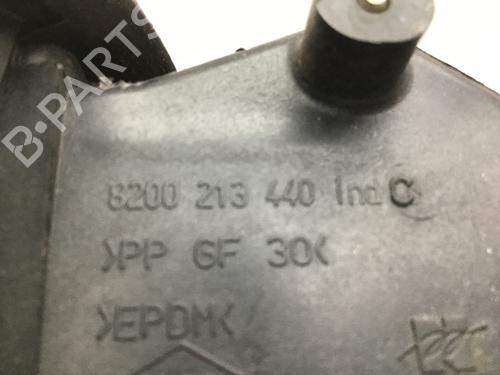 B-PARTS
8200 213 440 Ind C
>PP GF 30<
>EPDM<